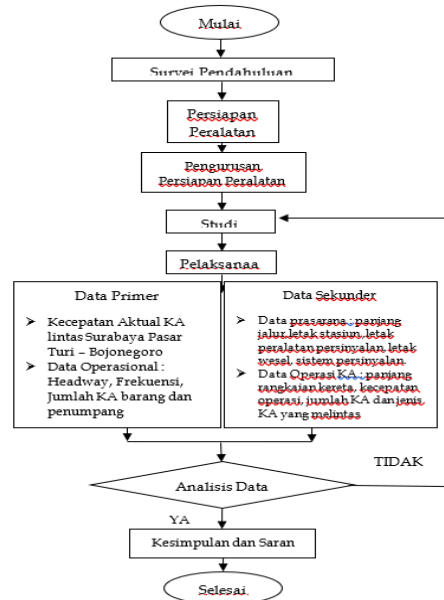 Mulai
Survei Pendahuluan
Persiapan
Peralatan
Pengurusan
Persiapan Peralatan
Studi
Pelaksanaa
Data Primer
➢ Kecepatan Aktual KA
lintas Surabaya Pasar
Turi – Bojonegoro
➢ Data Operasional :
Headway, Frekuensi,
Jumlah KA barang dan
penumpang
Data Sekunder
➢ Data prasarana : panjang
jalur, letak stasiun, letak
peralatan persinyalan, letak
wesel, sistem persinyalan
➢ Data Operasi KA : panjang
rangkaian kereta, kecepatan
operasi, jumlah KA dan jenis
KA yang melintas
TIDAK
Analisis Data
YA
Kesimpulan dan Saran
Selesai